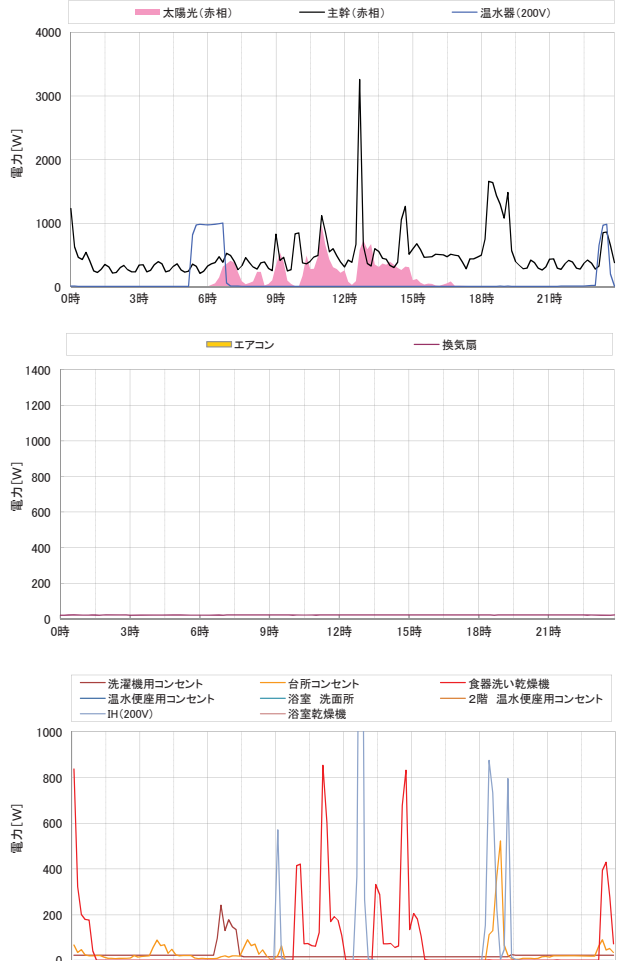 太陽光(赤相) 主幹(赤相) 温水器(200V)
電力[W]
4000
3000
2000
1000
0
0時 3時 6時 9時 12時 15時 18時 21時
エアコン 換気扇
電力[W]
1400
1200
1000
800
600
400
200
0
0時 3時 6時 9時 12時 15時 18時 21時
洗濯機用コンセント 台所コンセント 食器洗い乾燥機
温水便座用コンセント 浴室 洗面所 2階 温水便座用コンセント
IH(200V) 浴室乾燥機
電力[W]
1000
800
600
400
200
0